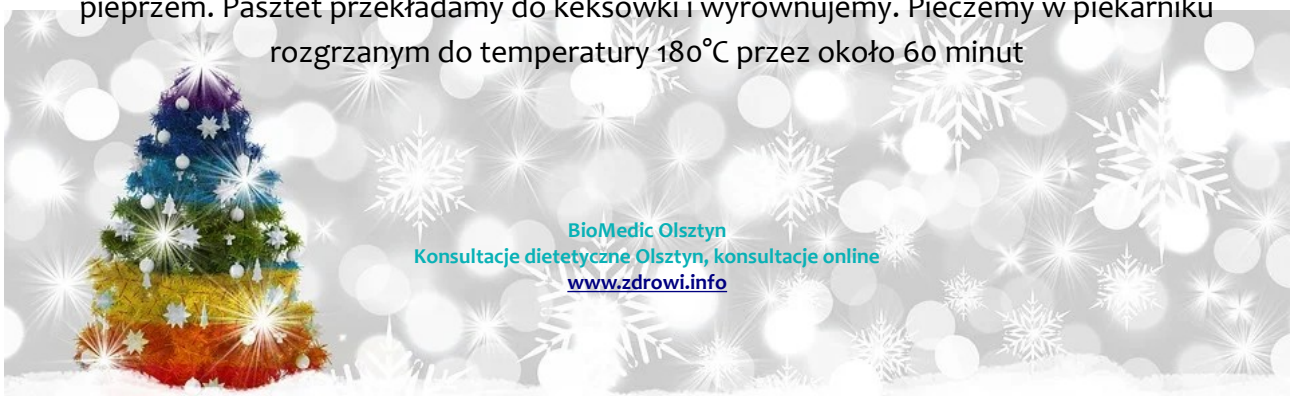 pieprzem. Pasztet przekładamy do keksówki i wyrównujemy. Pieczemy w piekarniku
rozgrzanym do temperatury 180°C przez około 60 minut
BioMedic Olsztyn
Konsultacje dietetyczne Olsztyn, konsultacje online
www.zdrowi.info